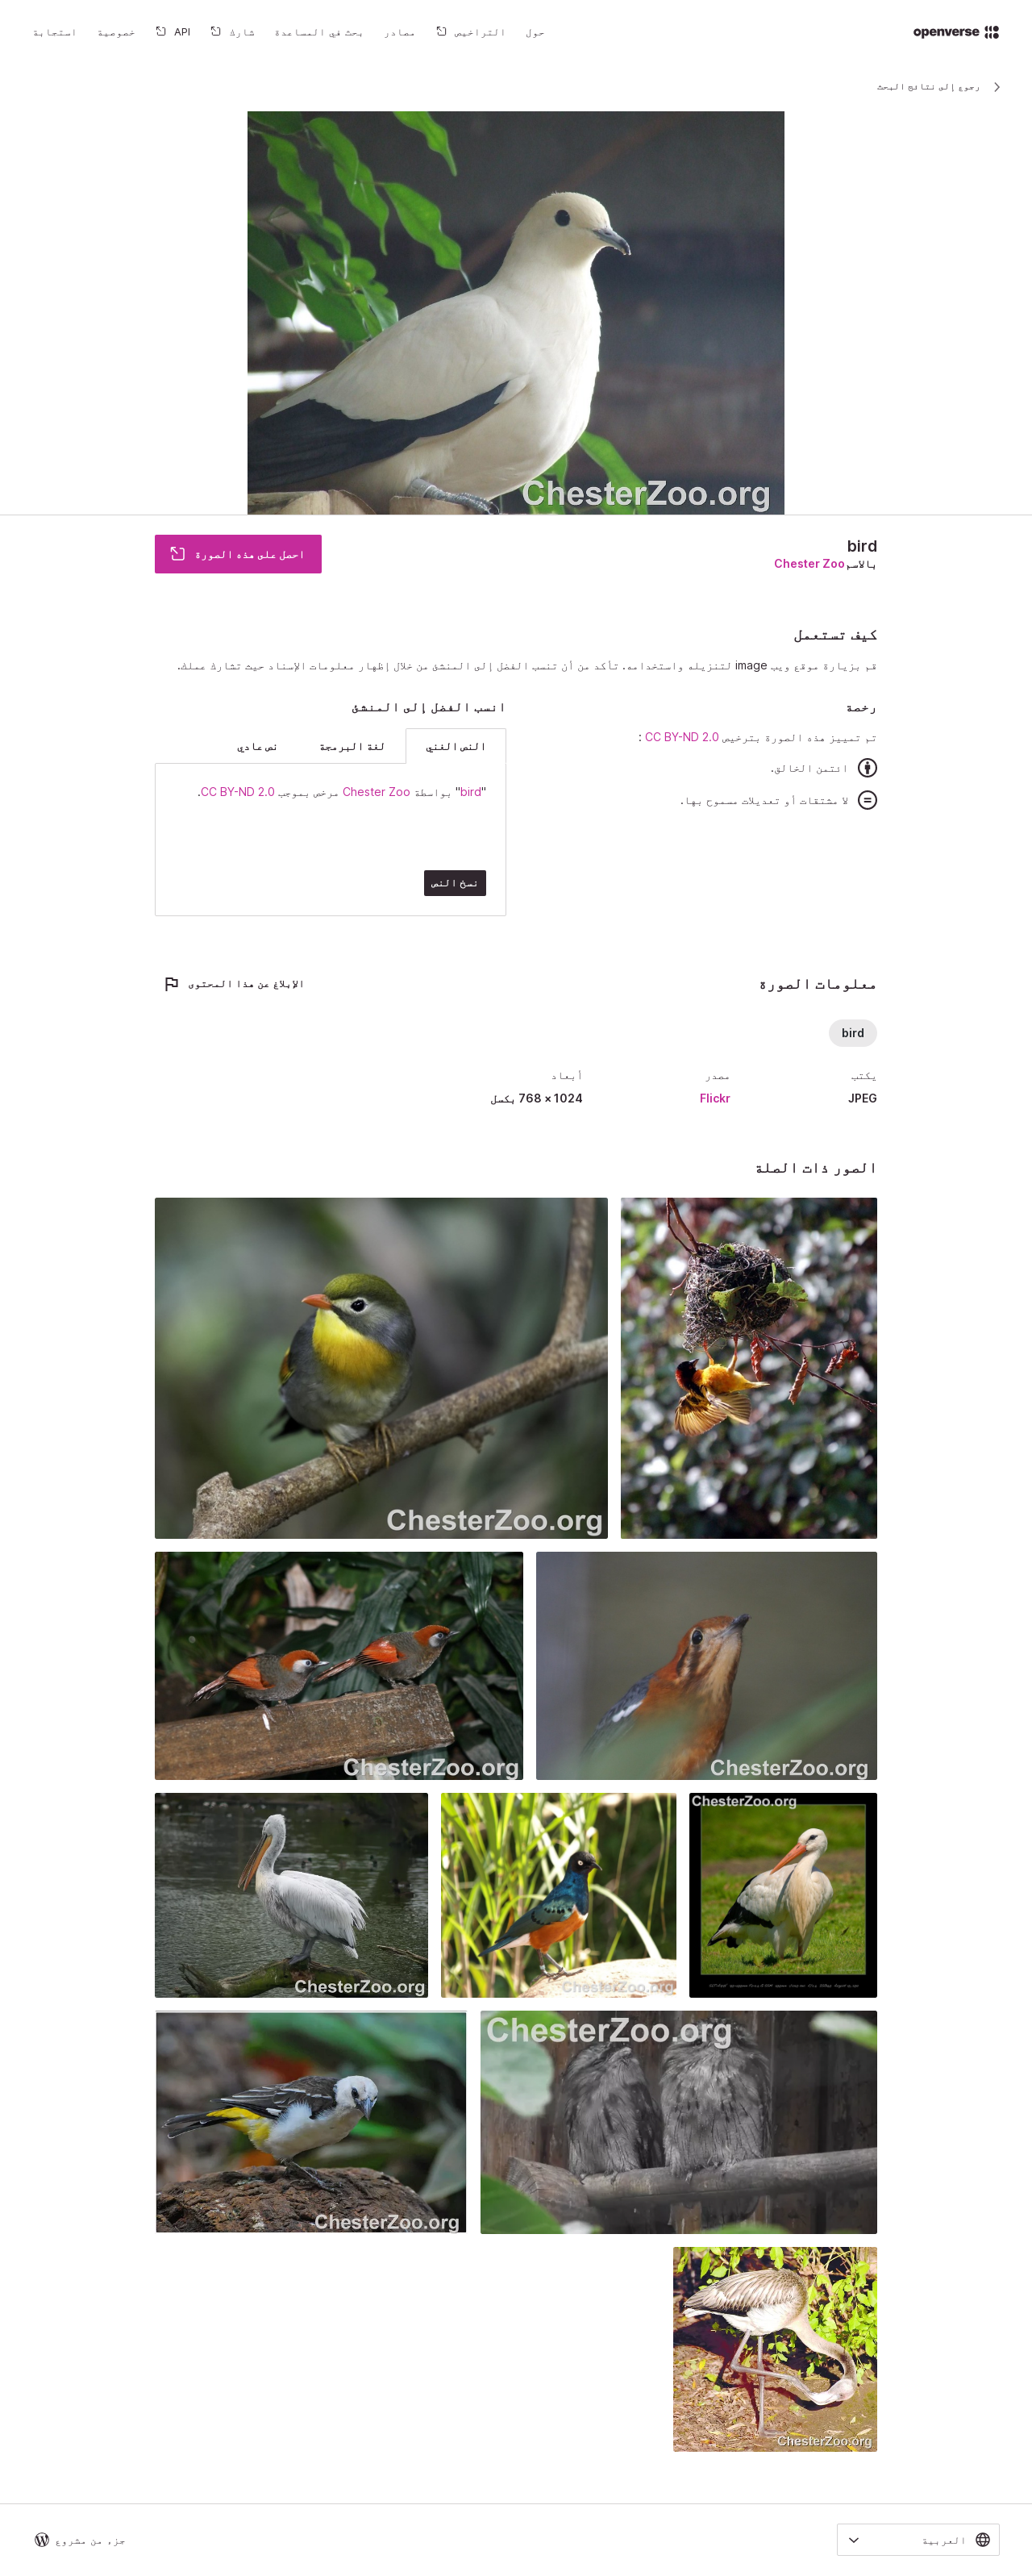 openverse
حول
التراخيص
مصادر
بحث في المساعدة
شارك
API
خصوصية
استجابة
رجوع إلى نتائج البحث
ChesterZoo.org
bird
بالاسم Chester Zoo
احصل على هذه الصورة
كيف تستعمل
قم بزيارة موقع ويب image لتنزيله واستخدامه. تأكد من أن تنسب الفضل إلى المنشئ من خلال إظهار معلومات الإسناد حيث تشارك عملك.
رخصة
تم تمييز هذه الصورة بترخيص CC BY-ND 2.0 :
ائتمن الخالق.
لا مشتقات أو تعديلات مسموح بها.
انسب الفضل إلى المنشئ
النص الغني
لغة البرمجة
نص عادي
"bird" بواسطة Chester Zoo مرخص بموجب CC BY-ND 2.0.
نسخ النص
معلومات الصورة
الإبلاغ عن هذا المحتوى
bird
يكتب
JPEG
مصدر
Flickr
أبعاد
1024 × 768 بكسل
الصور ذات الصلة
ChesterZoo.org
ChesterZoo.org
ChesterZoo.org
ChesterZoo.org
ChesterZoo.org
ChesterZoo.org
ChesterZoo.org
ChesterZoo.org
ChesterZoo.org
العربية
جزء من مشروع